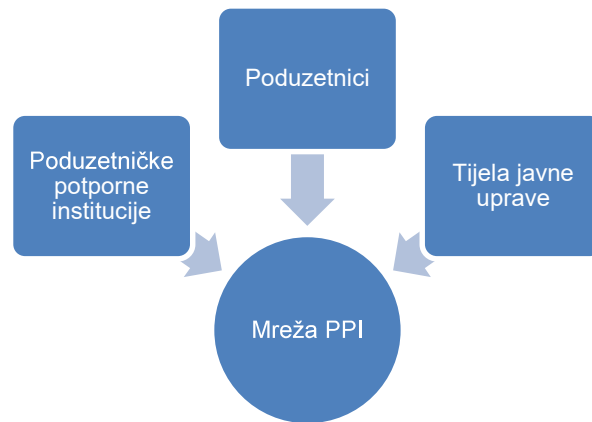 Poduzetnici
Poduzetničke
potporne
institucije
Tijela javne
uprave
Mreža PPI